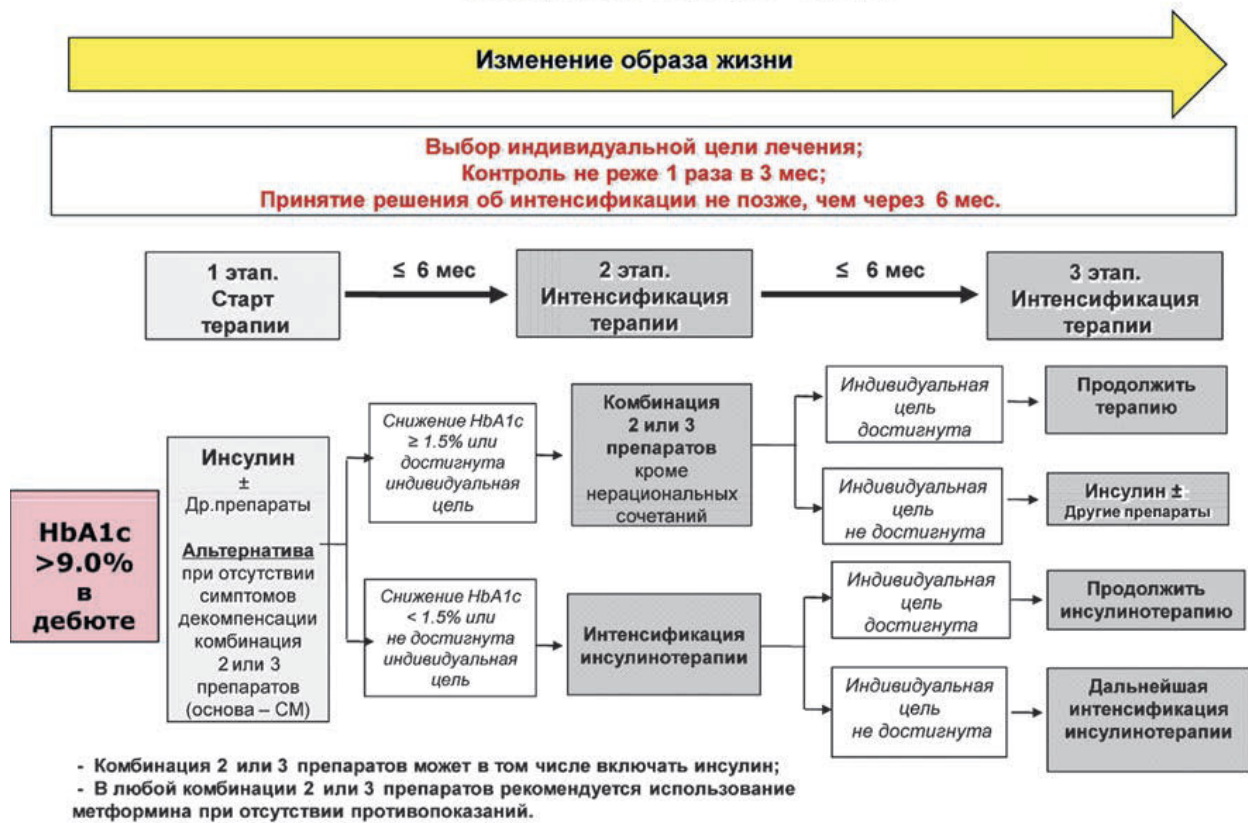 Изменение образа жизни
Выбор индивидуальной цели лечения;
Контроль не реже 1 раза в 3 мес;
Принятие решения об интенсификации не позже, чем через 6 мес.
1 этап.
Старт
терапии
≤ 6 мес
2 этап.
Интенсификация
терапии
≤ 6 мес
3 этап.
Интенсификация
терапии
HbA1c
>9.0%
в
дебюте
Инсулин
±
Др.препараты
Альтернатива
при отсутствии
симптомов
декомпенсации
комбинация
2 или 3
препаратов
(основа – СМ)
Снижение HbA1c
≥ 1.5% или
достигнута
индивидуальная
цель
Комбинация
2 или 3
препаратов
кроме
нерациональных
сочетаний
Индивидуальная
цель
достигнута
Продолжить
терапию
Индивидуальная
цель
не достигнута
Инсулин ±
Другие препараты
Снижение HbA1c
< 1.5% или
не достигнута
индивидуальная
цель
Интенсификация
инсулинотерапии
Индивидуальная
цель
достигнута
Продолжить
инсулинотерапию
Индивидуальная
цель
не достигнута
Дальнейшая
интенсификация
инсулинотерапии
- Комбинация 2 или 3 препаратов может в том числе включать инсулин;
- В любой комбинации 2 или 3 препаратов рекомендуется использование
метформина при отсутствии противопоказаний.